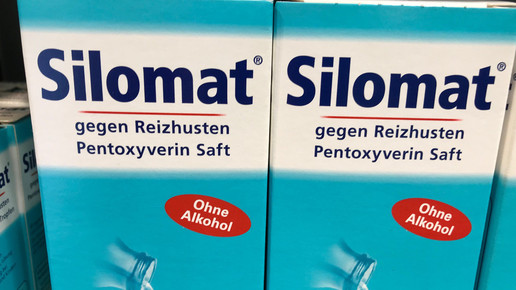 Silomat®
gegen Reizhusten
Pentoxyverin Saft
Ohne
Alkohol
Silomat®
gegen Reizhusten
Pentoxyverin Saft
Ohne
Alkohol